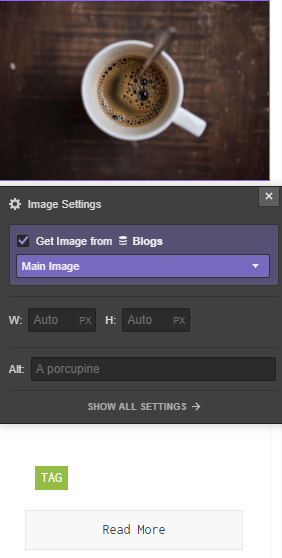 Image Settings
Get Image from Blogs
Main Image
W: Auto PX H: Auto PX
Alt: A porcupine
SHOW ALL SETTINGS
TAG
Read More